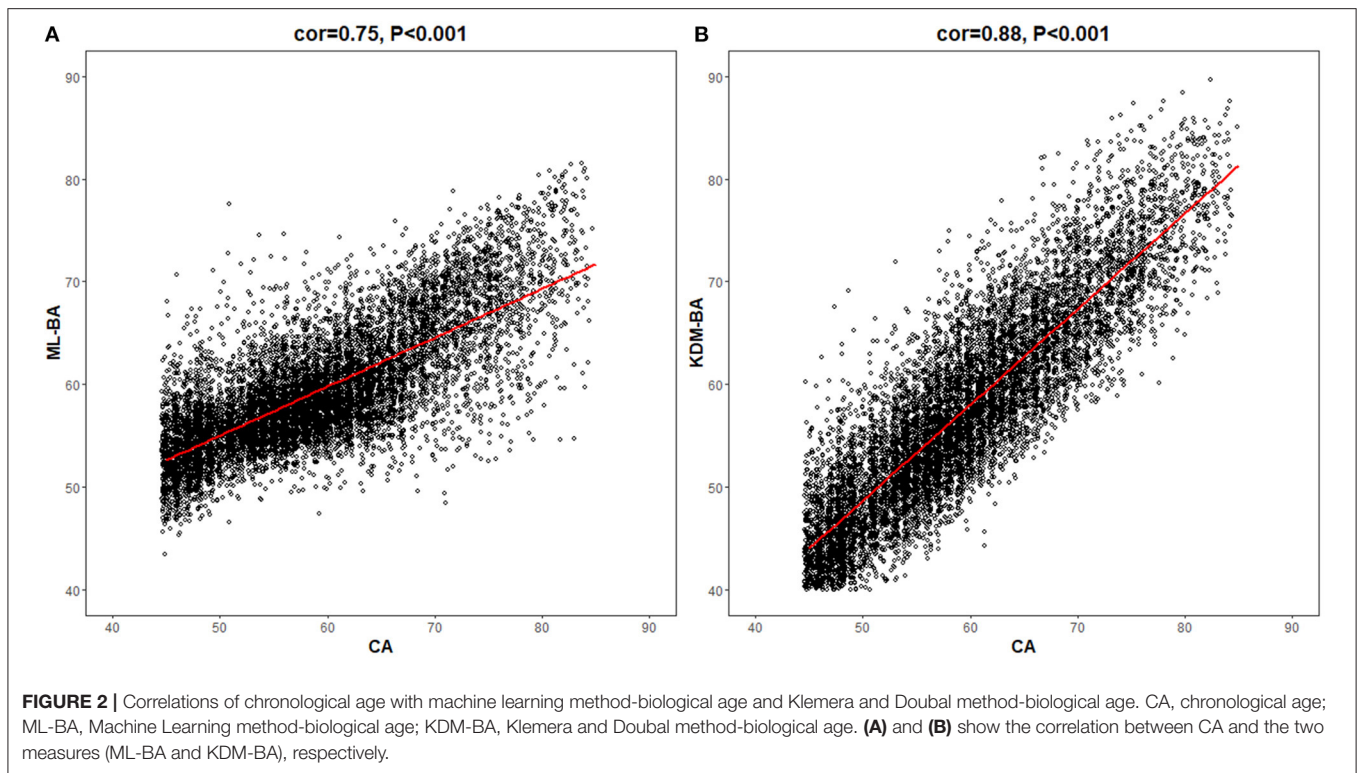 A
cor=0.75, P<0.001
B
cor=0.88, P<0.001
90
80
70
60
50
40
ML-BA
40 50 60 70 80 90
CA
90
80
70
60
50
40
KDM-BA
40 50 60 70 80 90
CA
FIGURE 2 | Correlations of chronological age with machine learning method-biological age and Klemera and Doubal method-biological age. CA, chronological age;
ML-BA, Machine Learning method-biological age; KDM-BA, Klemera and Doubal method-biological age. (A) and (B) show the correlation between CA and the two
measures (ML-BA and KDM-BA), respectively.